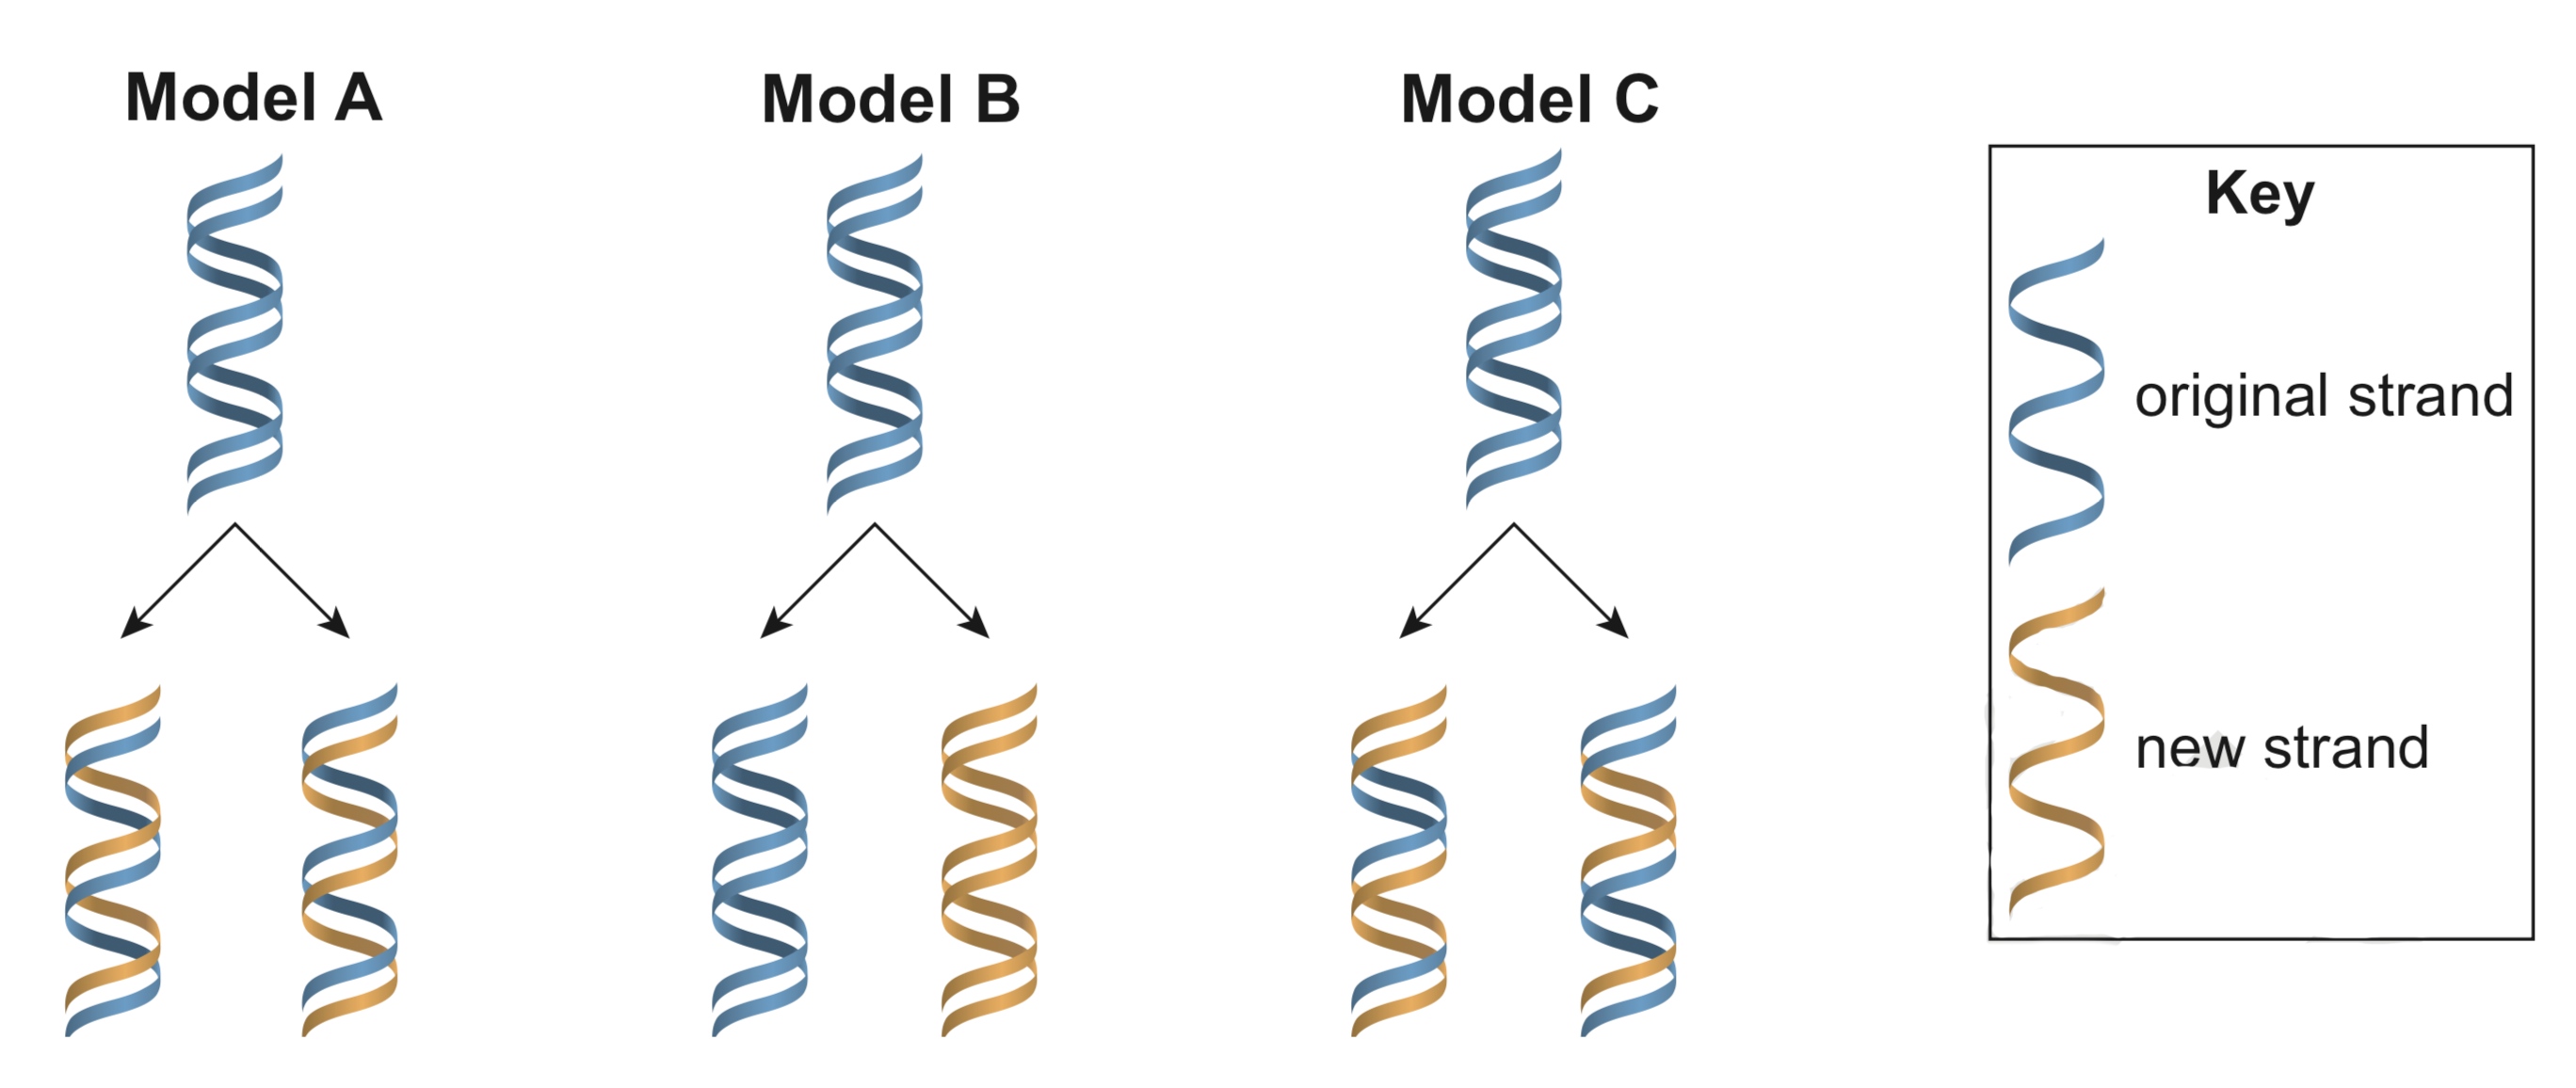 Model A
Model B
Model C
Key
original strand
new strand